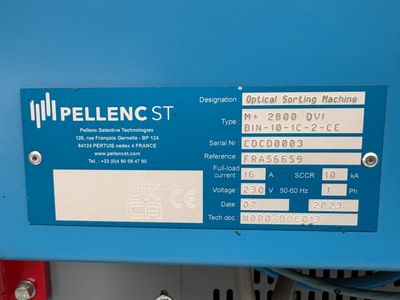 PELLENC ST
Pellenc Selective Technologies
125, rue François Gernelle - BP 124
84124 PERTUIS cedex 4 FRANCE
www.pellencst.com
Tel. : +33 (0)4 90 09 47 90
UK
CA
CE
Designation Optical Sorting Machine
Type M+ 2800 DVI
BIN-10-1C-2-CE
Serial Nr CDCD0003
Reference FRAS6659
Full-load
current 16 A SCCR 10 kA
Voltage 230 V 50-60 Hz 1 Ph
Date 07 2023
Tech doc M000-D0E013